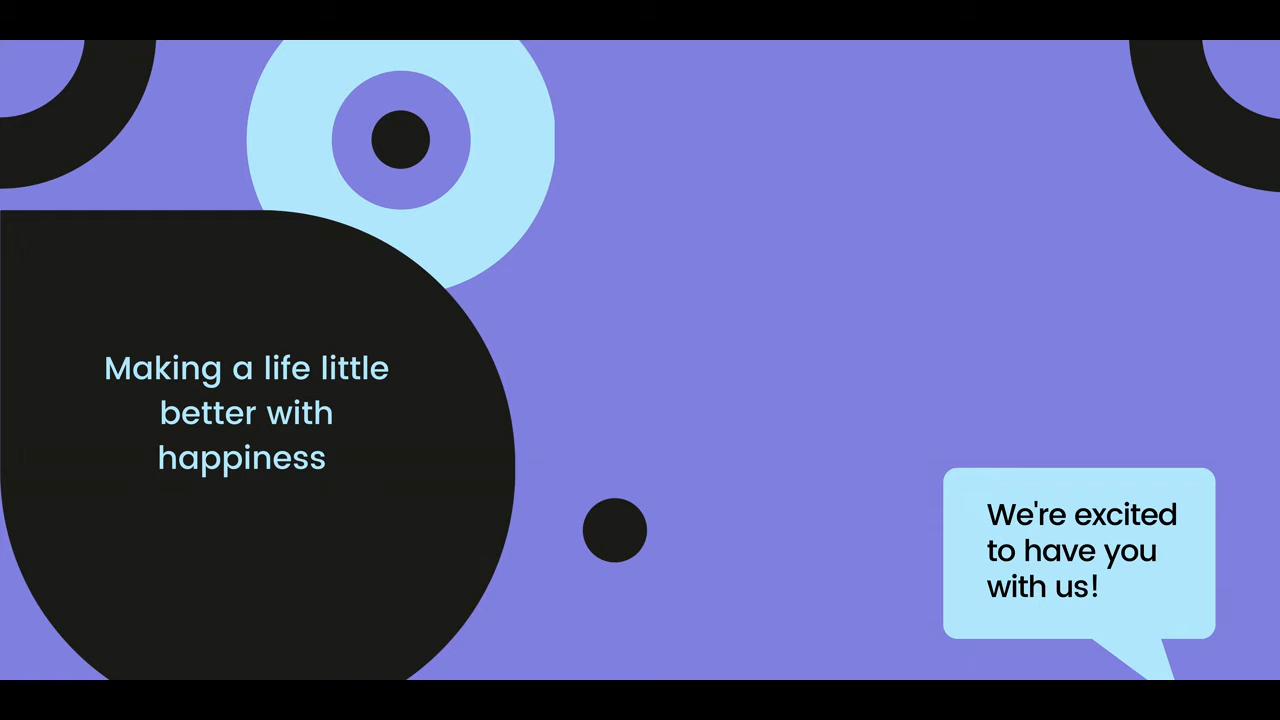 Making a life little
better with
happiness
We're excited
to have you
with us!